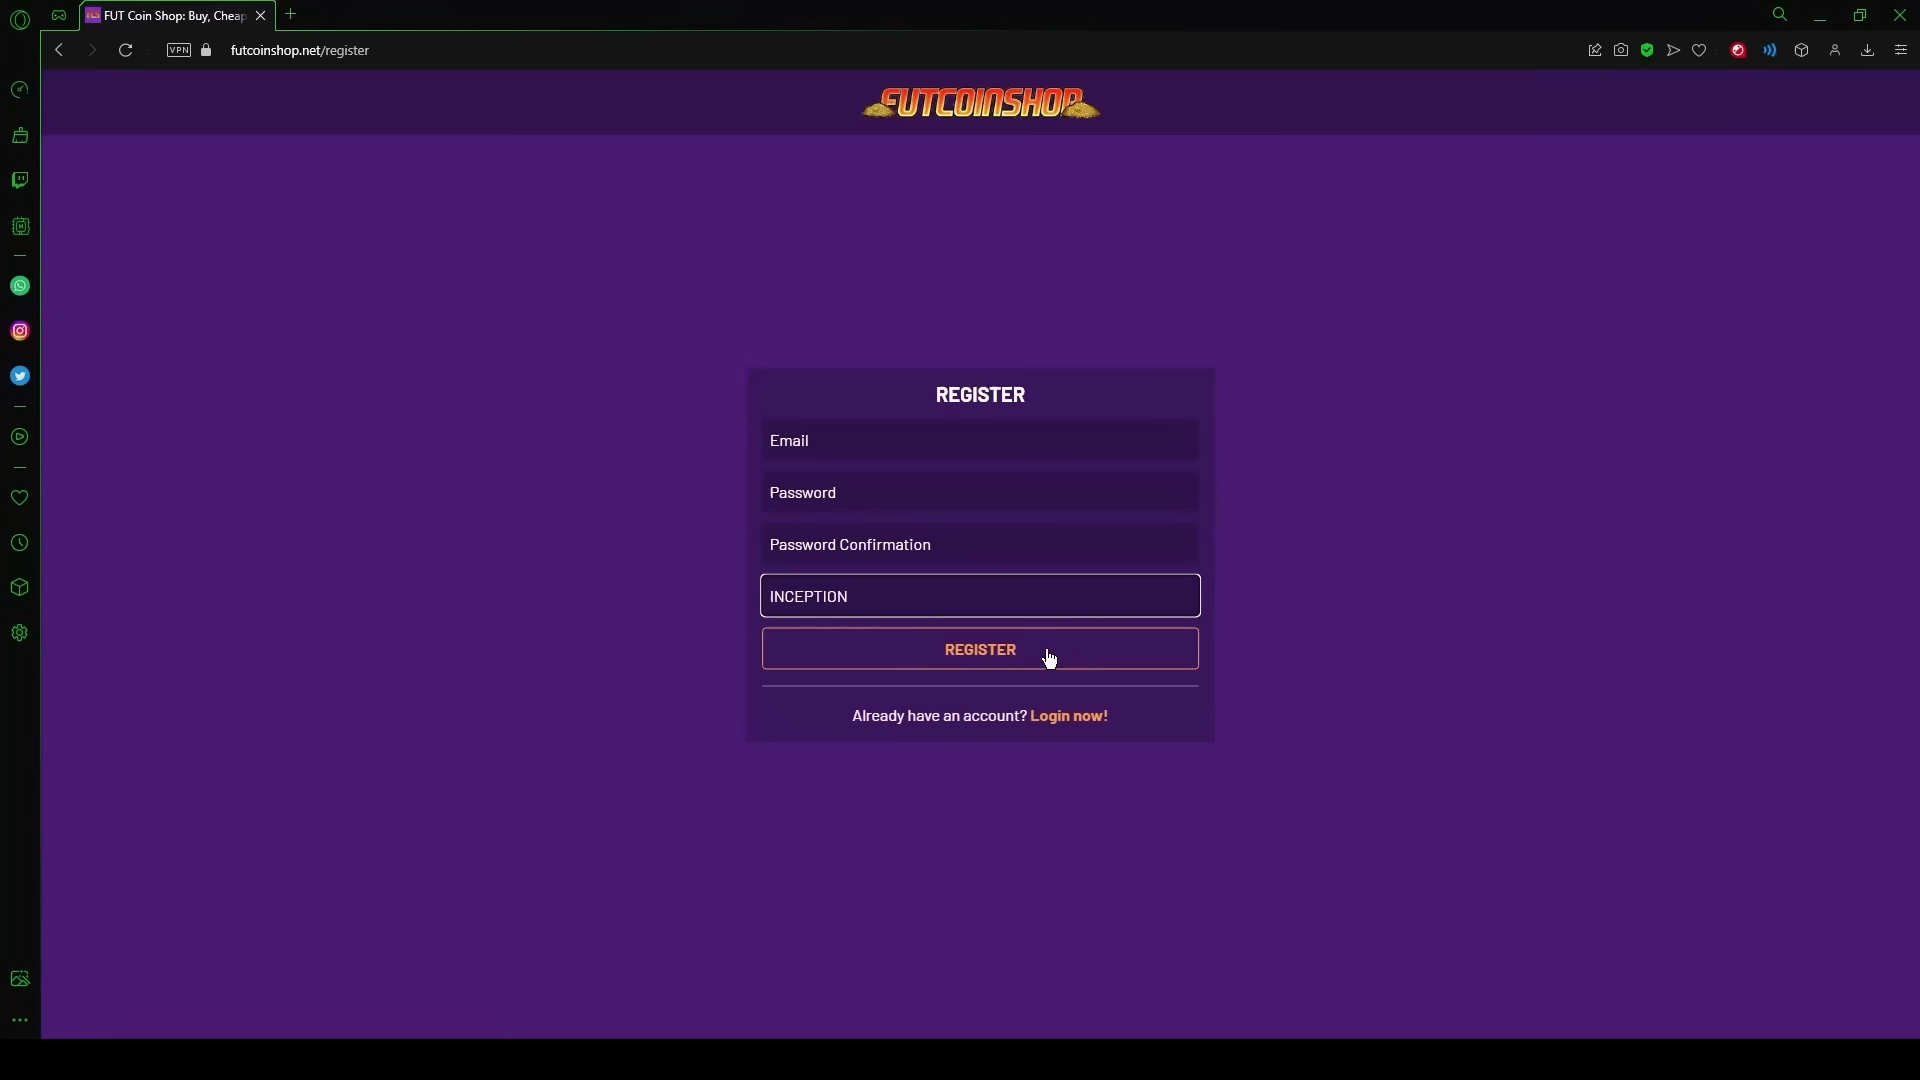 FUT Coin Shop: Buy, Cheap
VPN
futcoinshop.net/register
FUTCOINSHOP
REGISTER
Email
Password
Password Confirmation
INCEPTION
REGISTER
Already have an account? Login now!